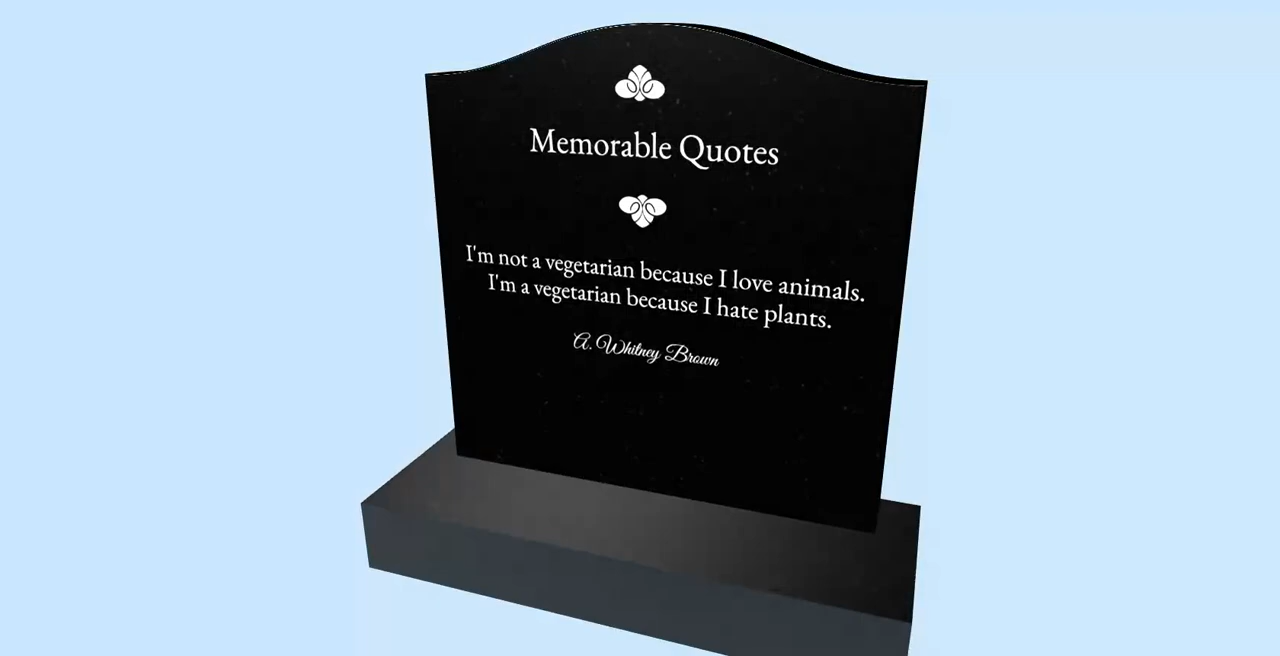 Memorable Quotes
I'm not a vegetarian because I love animals.
I'm a vegetarian because I hate plants.
A. Whitney Brown